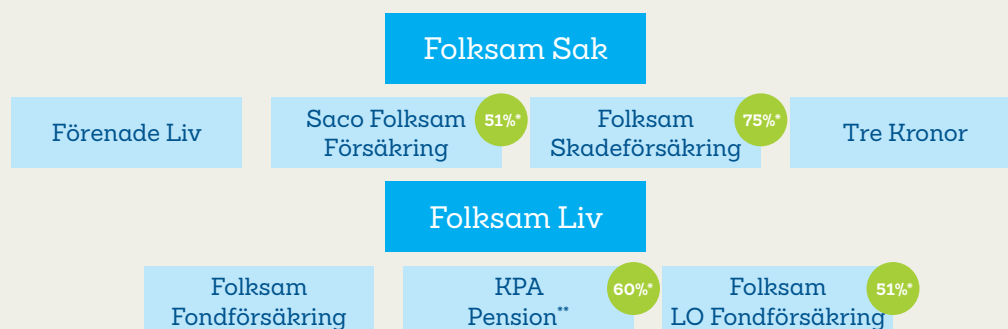 Folksam Sak
Förenade Liv
Saco Folksam
Försäkring
51%*
Folksam
Skadeförsäkring
75%*
Tre Kronor
Folksam Liv
Folksam
Fondförsäkring
KPA
Pension**
60%*
Folksam
LO Fondförsäkring
51%*